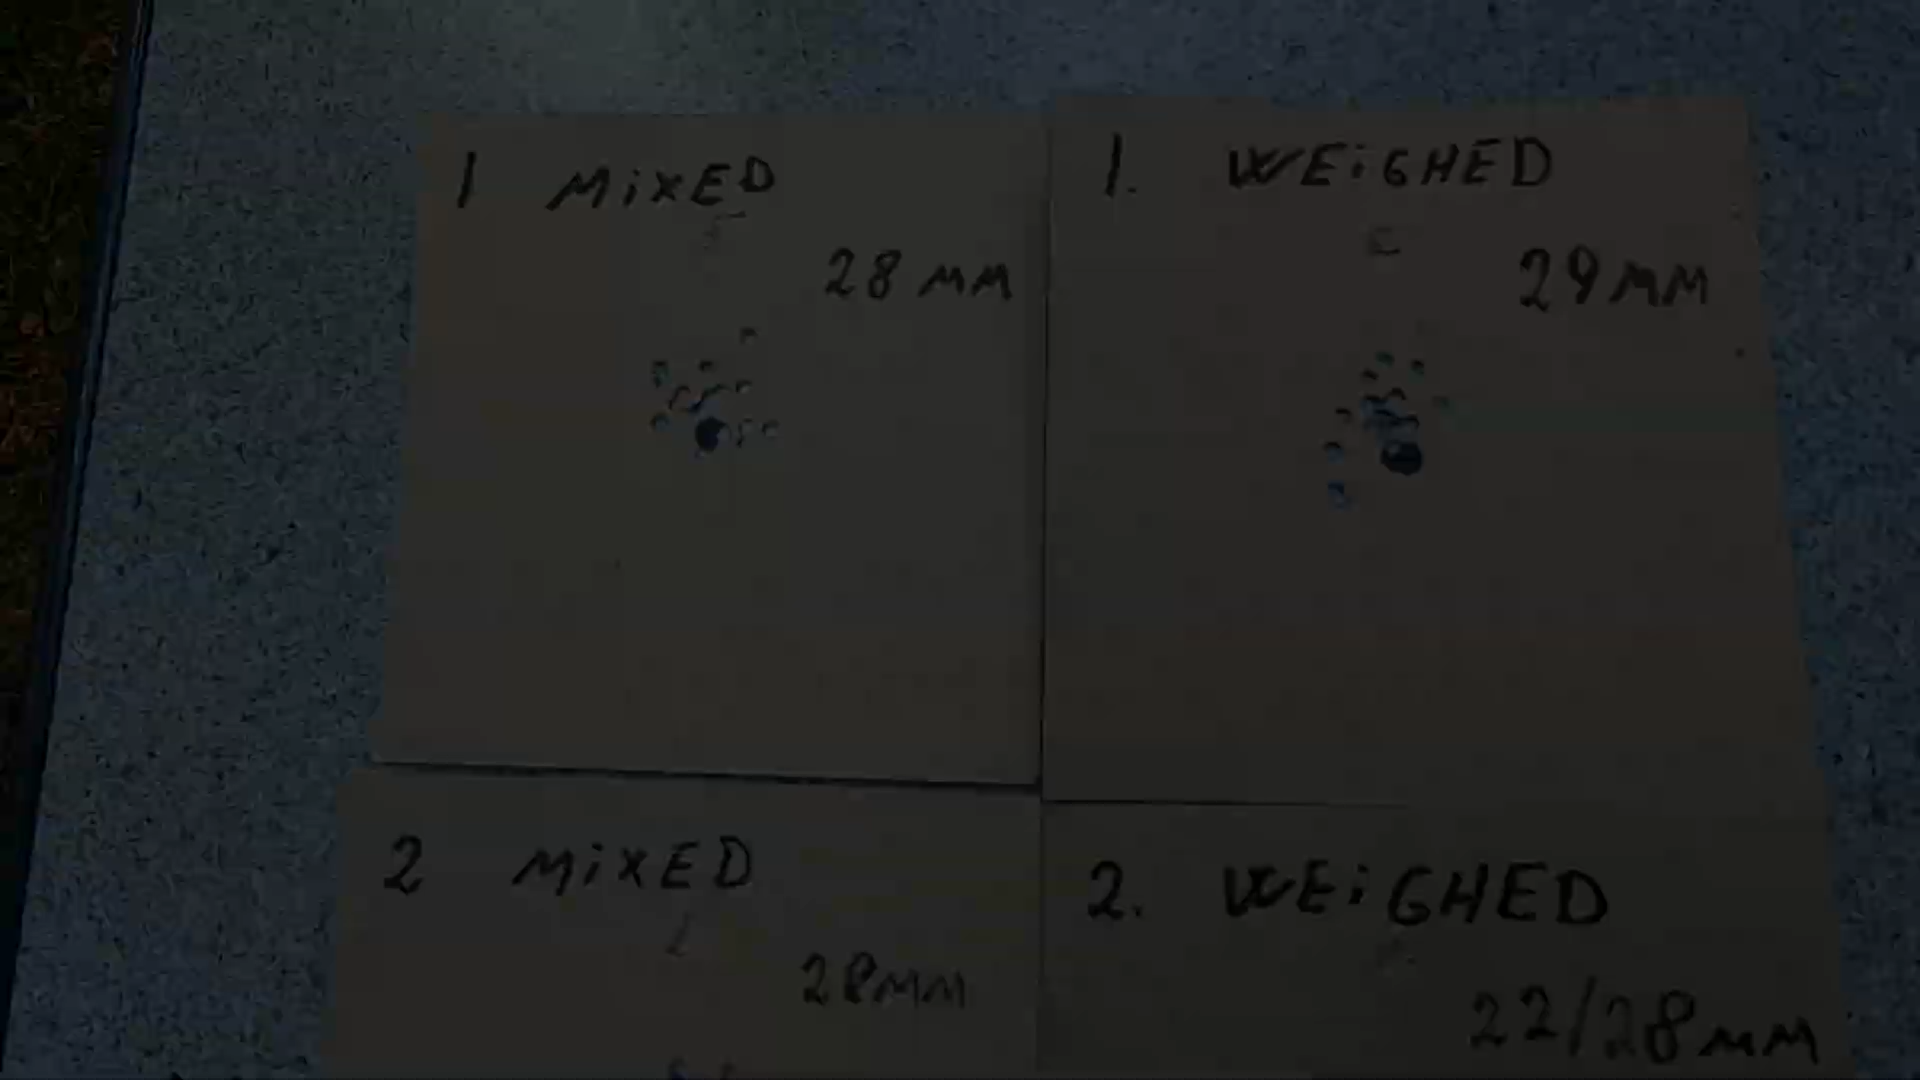 1 MiXED
28 MM
1. WEiGHED
29 MM
2 MiXED
28MM
2. WEiGHED
22/28MM